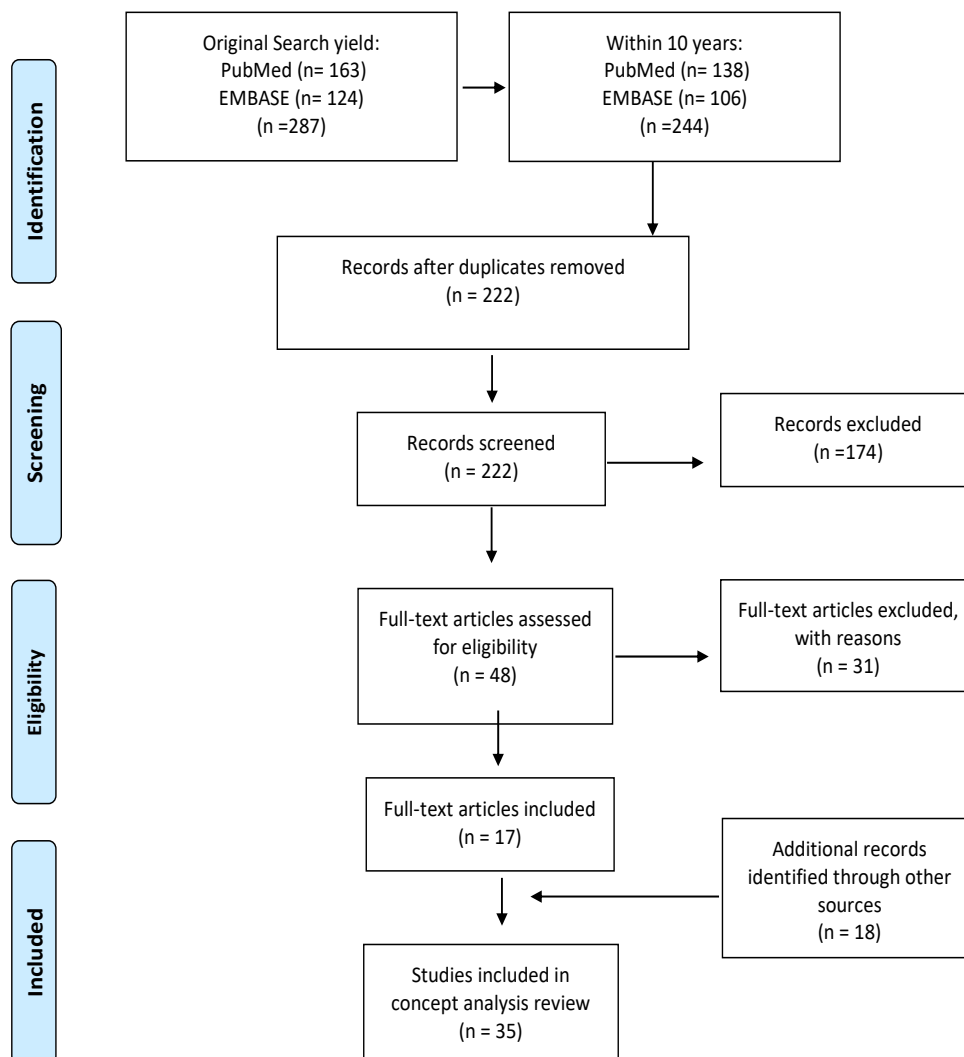 Original Search yield:
PubMed (n= 163)
EMBASE (n= 124)
(n =287)
Within 10 years:
PubMed (n= 138)
EMBASE (n= 106)
(n =244)
Identification
Records after duplicates removed
(n = 222)
Screening
Records screened
(n = 222)
Records excluded
(n =174)
Eligibility
Full-text articles assessed
for eligibility
(n = 48)
Full-text articles excluded,
with reasons
(n = 31)
Full-text articles included
(n = 17)
Included
Additional records
identified through other
sources
(n = 18)
Studies included in
concept analysis review
(n = 35)